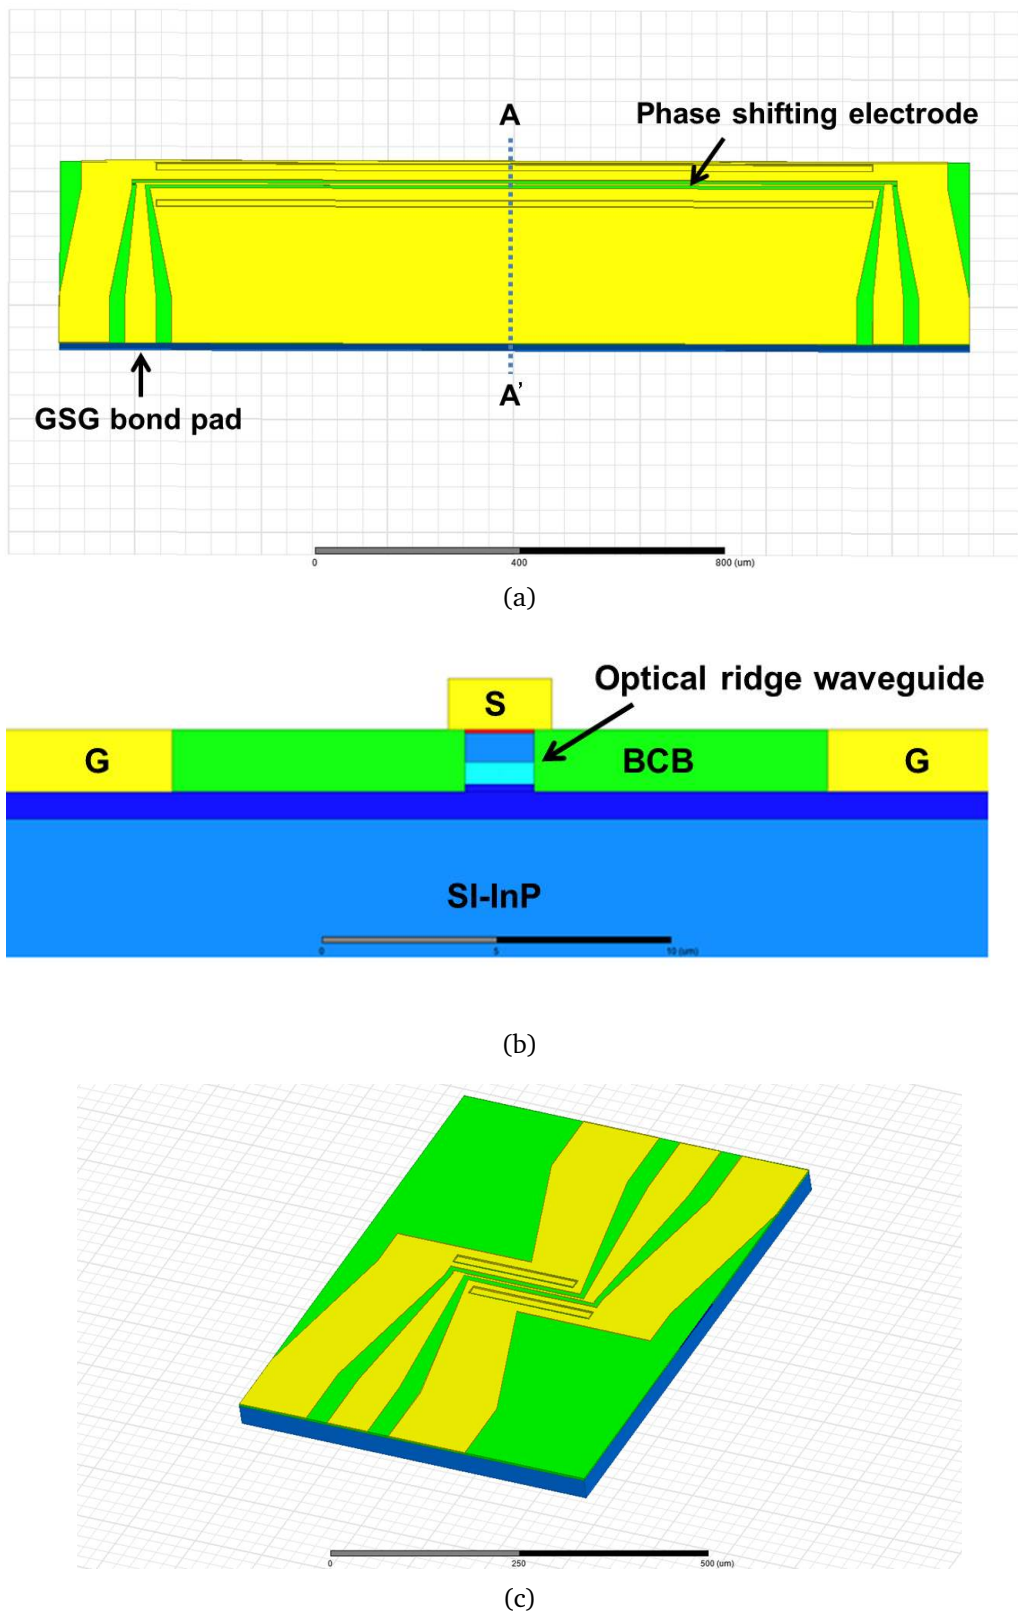 A
Phase shifting electrode
A’
GSG bond pad
0 400 800 (um)
(a)
Optical ridge waveguide
S
G BCB G
SI-InP
0 5 10 (um)
(b)
0 250 500 (um)
(c)